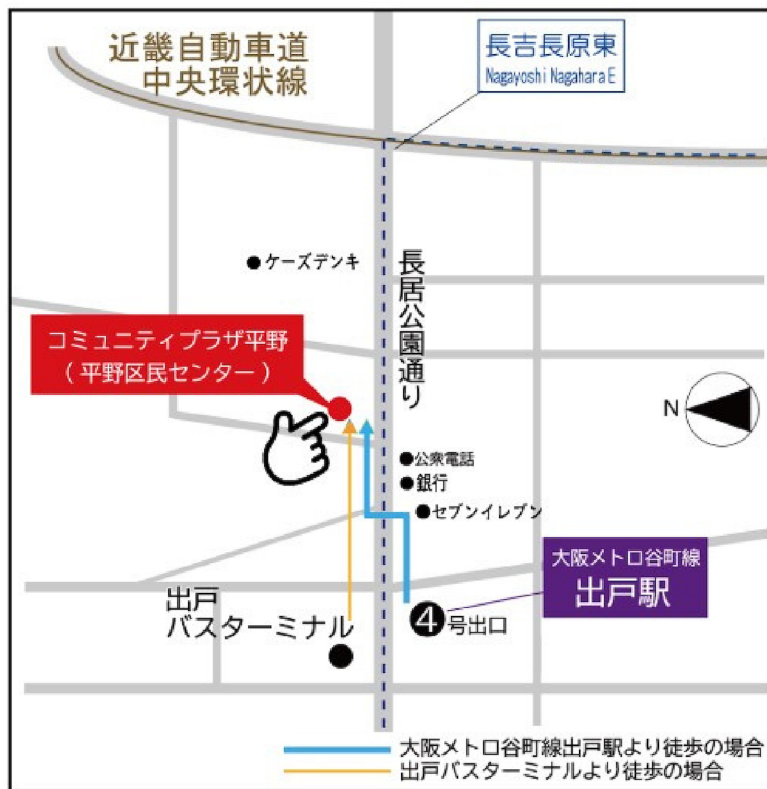 近畿自動車道
中央環状線
長吉長原東
Nagayoshi Nagahara E
ケーズデンキ
長居公園通り
コミュニティプラザ平野
（平野区民センター）
N
公衆電話
銀行
セブンイレブン
大阪メトロ谷町線
出戸駅
出戸
バスターミナル
4号出口
大阪メトロ谷町線出戸駅より徒歩の場合
出戸バスターミナルより徒歩の場合